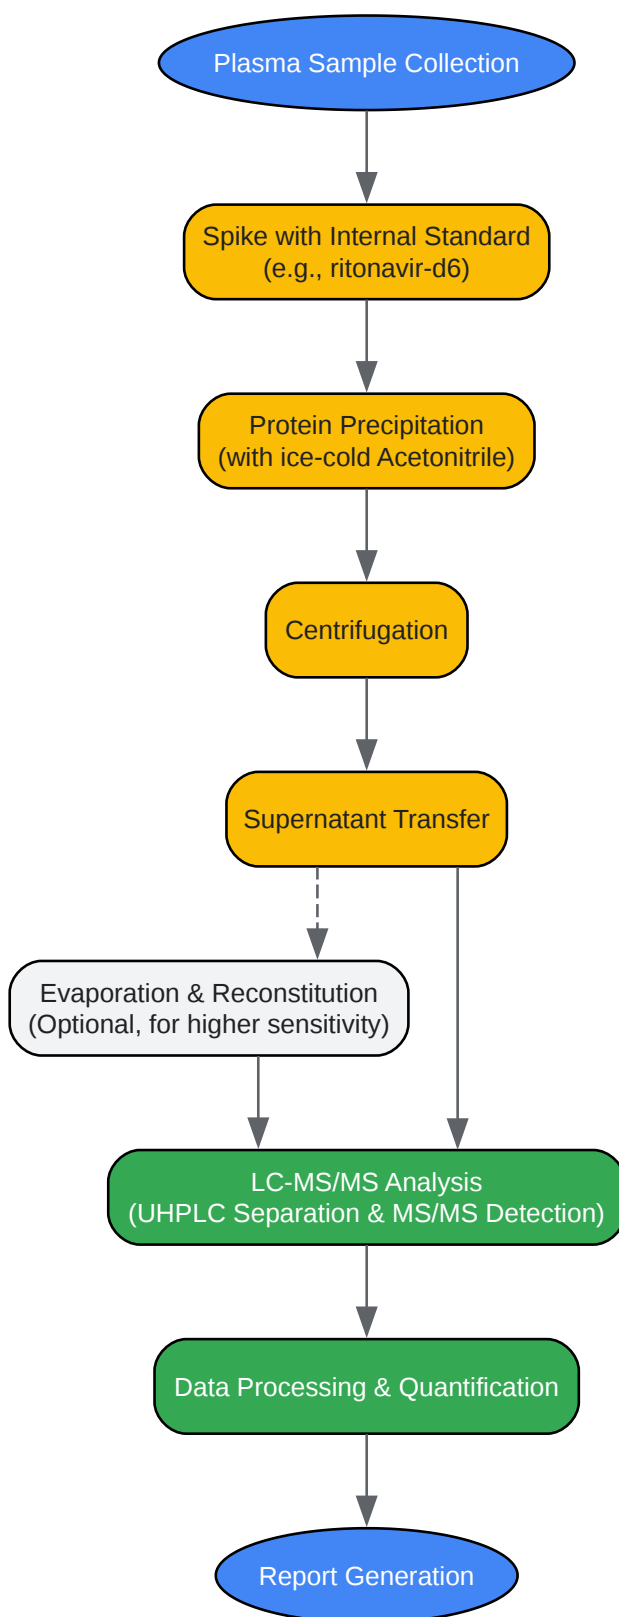 Plasma Sample Collection
Spike with Internal Standard
(e.g., ritonavir-d6)
Protein Precipitation
(with ice-cold Acetonitrile)
Centrifugation
Supernatant Transfer
Evaporation & Reconstitution
(Optional, for higher sensitivity)
LC-MS/MS Analysis
(UHPLC Separation & MS/MS Detection)
Data Processing & Quantification
Report Generation